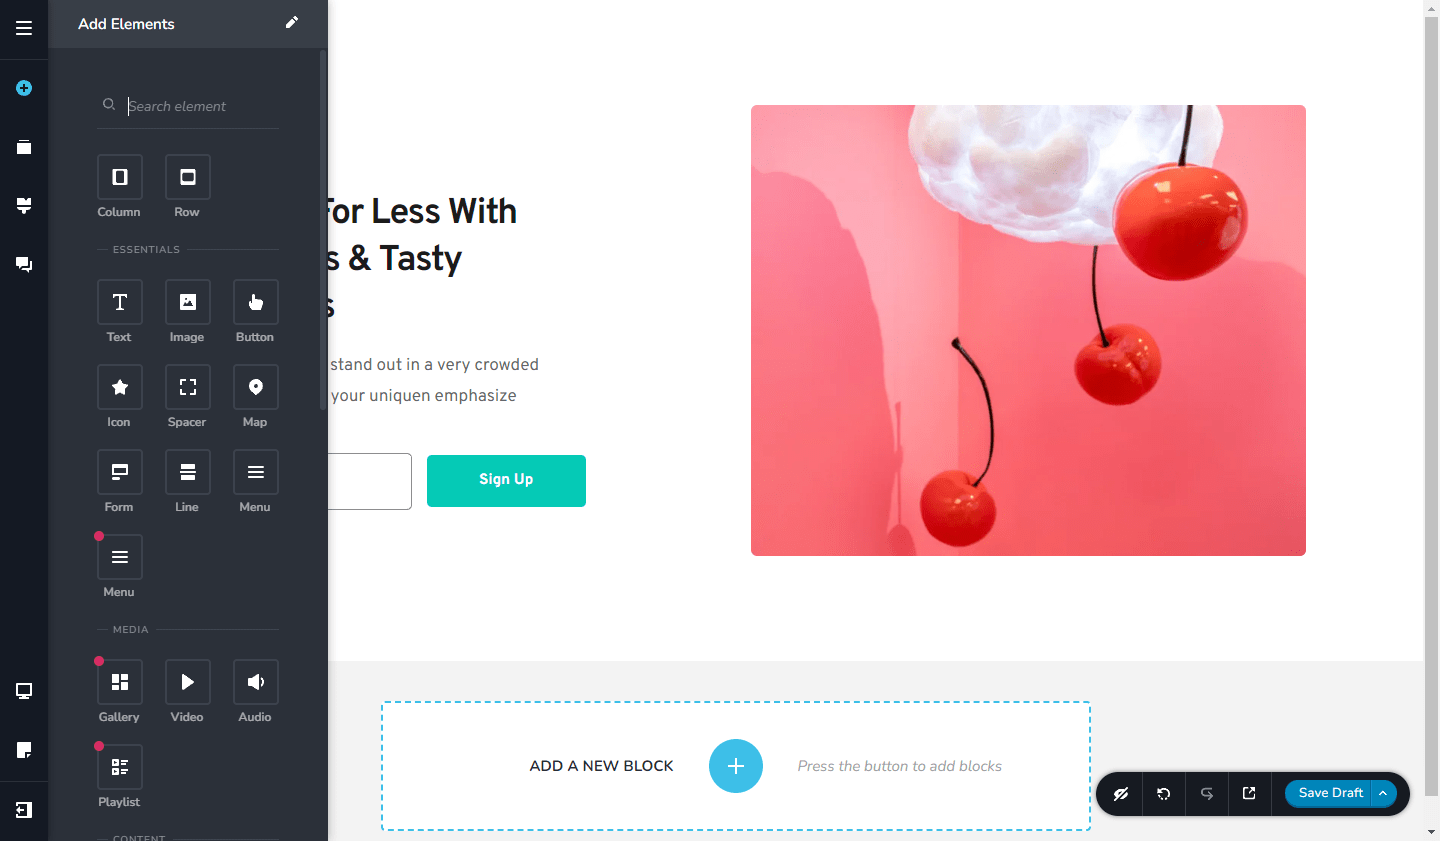 Add Elements
Search element
Column
Row
ESSENTIALS
Text
Image
Button
Icon
Spacer
Map
Form
Line
Menu
Menu
MEDIA
Gallery
Video
Audio
Playlist
CONTENT
For Less With
s & Tasty
s
stand out in a very crowded
your uniquen emphasize
Sign Up
ADD A NEW BLOCK
Press the button to add blocks
Save Draft